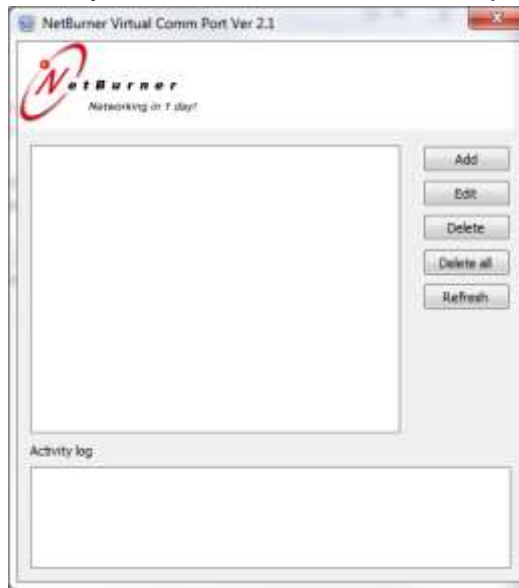 NetBurner Virtual Comm Port Ver 2.1
NetBurner
Networking in 1 day!
Add
Edit
Delete
Delete all
Refresh
Activity log